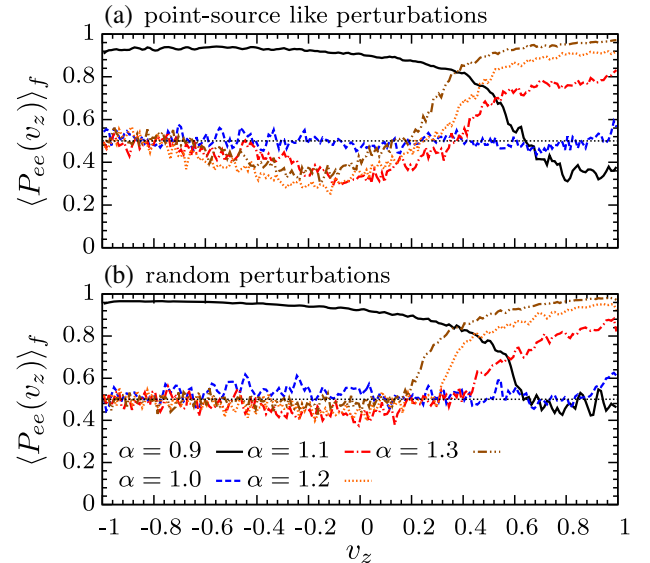 (a) point-source like perturbations
⟨P_ee(v_z)⟩_f
1
0.8
0.6
0.4
0.2
0
(b) random perturbations
⟨P_ee(v_z)⟩_f
1
0.8
0.6
0.4
0.2
0
α = 0.9 α = 1.1 α = 1.3
α = 1.0 α = 1.2
-1 -0.8 -0.6 -0.4 -0.2 0 0.2 0.4 0.6 0.8 1
v_z